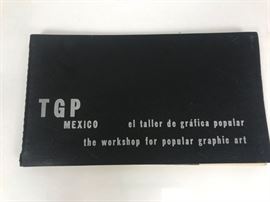 TGP
MEXICO
el taller de gráfica popular
the workshop for popular graphic art